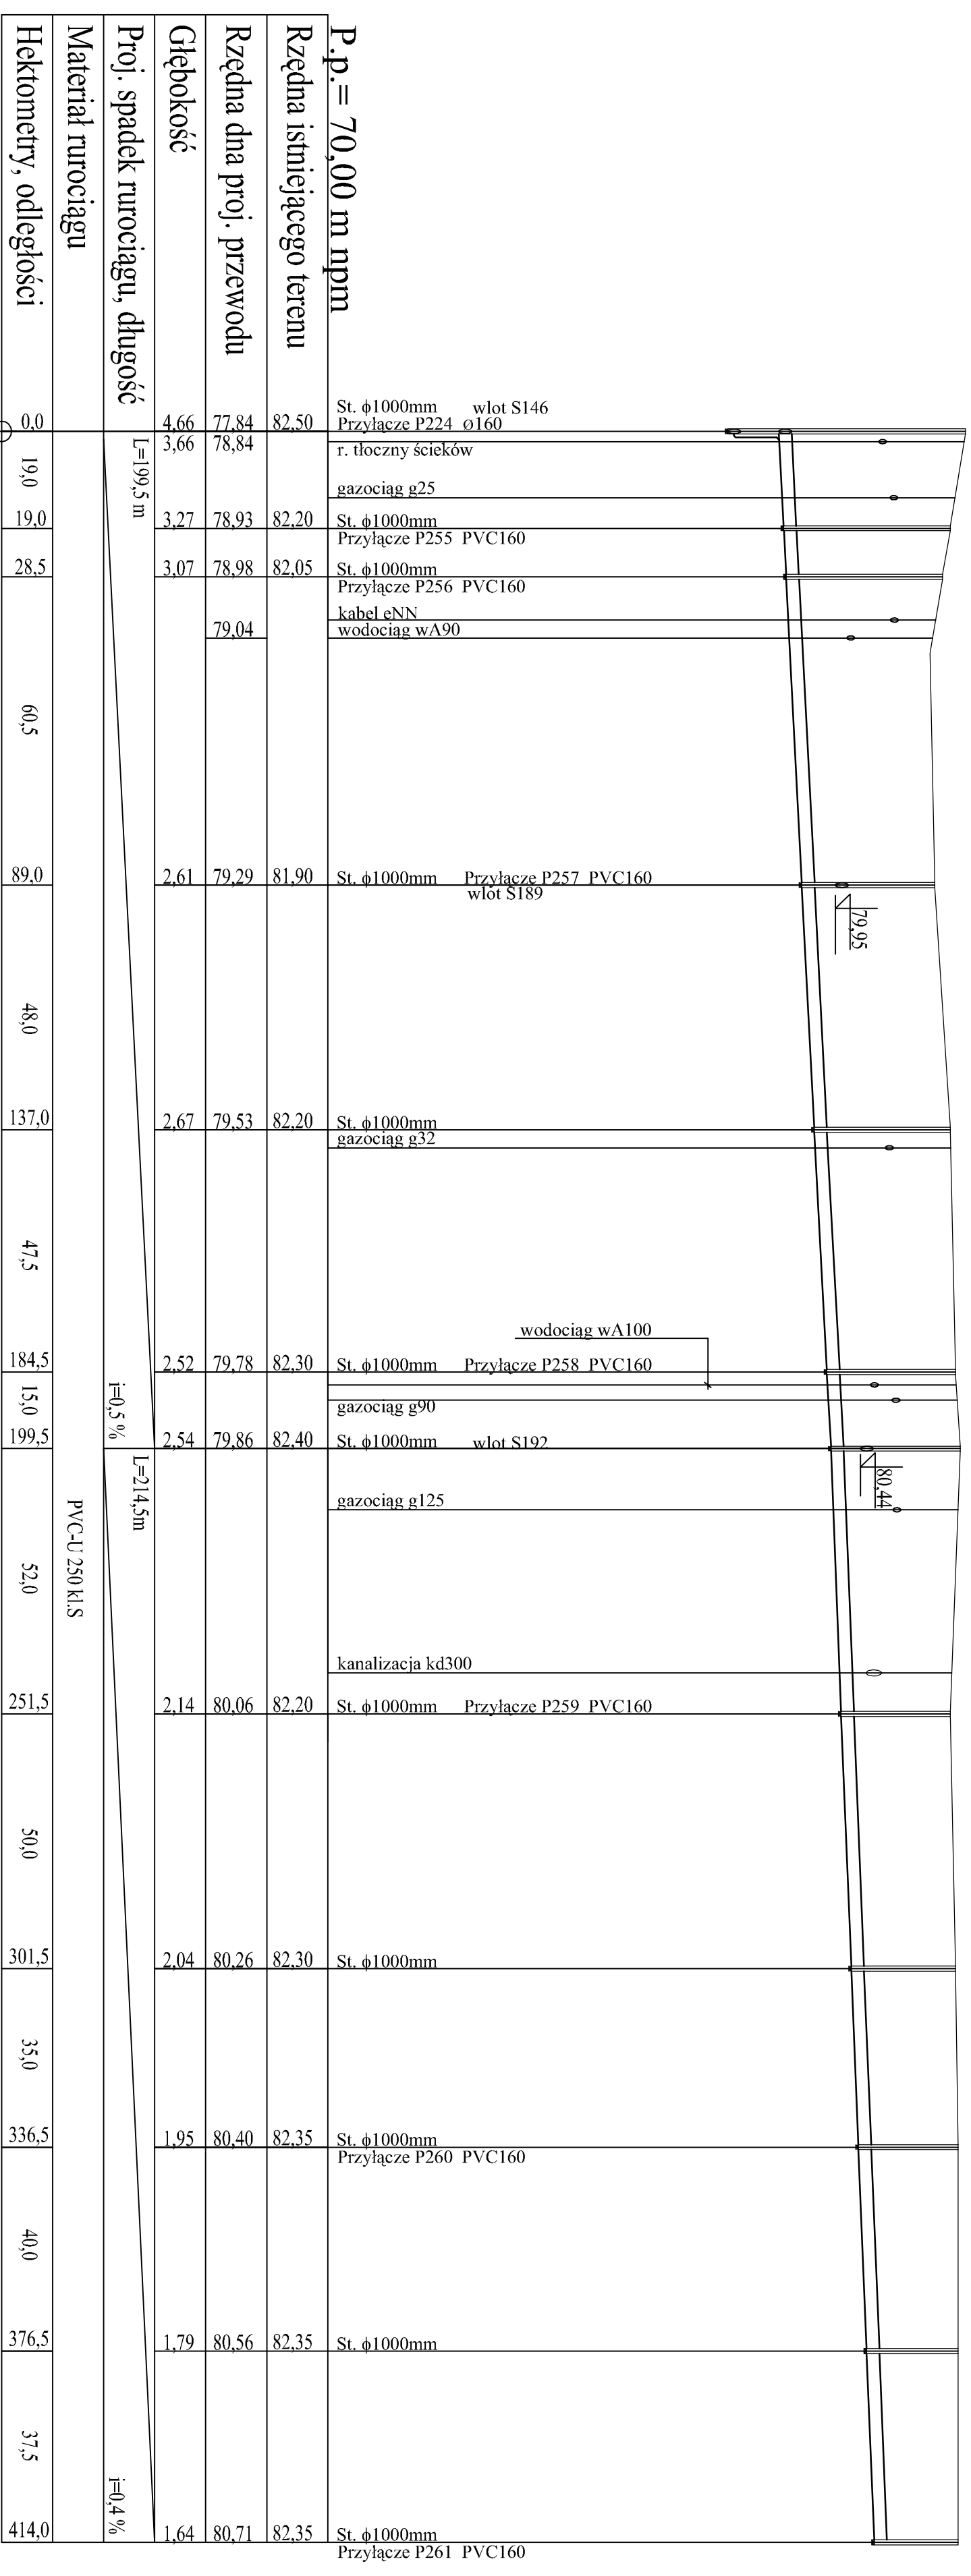 P.p.= 70,00 m npm
Rzędna istniejącego terenu
Rzędna dna proj. przewodu
Głębokość
Proj. spadek rurociągu, długość
Materiał rurociągu
Hektometry, odległości
0,0
4,66
77,84
82,50
St. ϕ1000mm
wlot S146
Przyłącze P224 ø160
3,66
78,84
r. tłoczny ścieków
L=199,5 m
19,0
gazociąg g25
19,0
3,27
78,93
82,20
St. ϕ1000mm
Przyłącze P255 PVC160
28,5
3,07
78,98
82,05
St. ϕ1000mm
Przyłącze P256 PVC160
kabel eNN
79,04
wodociąg wA90
60,5
89,0
2,61
79,29
81,90
St. ϕ1000mm
Przyłącze P257 PVC160
wlot S189
79,95
48,0
137,0
2,67
79,53
82,20
St. ϕ1000mm
gazociąg g32
47,5
wodociąg wA100
184,5
2,52
79,78
82,30
St. ϕ1000mm
Przyłącze P258 PVC160
15,0
i=0,5 %
gazociąg g90
199,5
2,54
79,86
82,40
St. ϕ1000mm
wlot S192
80,44
L=214,5m
gazociąg g125
PVC-U 250 kl.S
52,0
kanalizacja kd300
251,5
2,14
80,06
82,20
St. ϕ1000mm
Przyłącze P259 PVC160
50,0
301,5
2,04
80,26
82,30
St. ϕ1000mm
35,0
336,5
1,95
80,40
82,35
St. ϕ1000mm
Przyłącze P260 PVC160
40,0
376,5
1,79
80,56
82,35
St. ϕ1000mm
37,5
i=0,4 %
414,0
1,64
80,71
82,35
St. ϕ1000mm
Przyłącze P261 PVC160